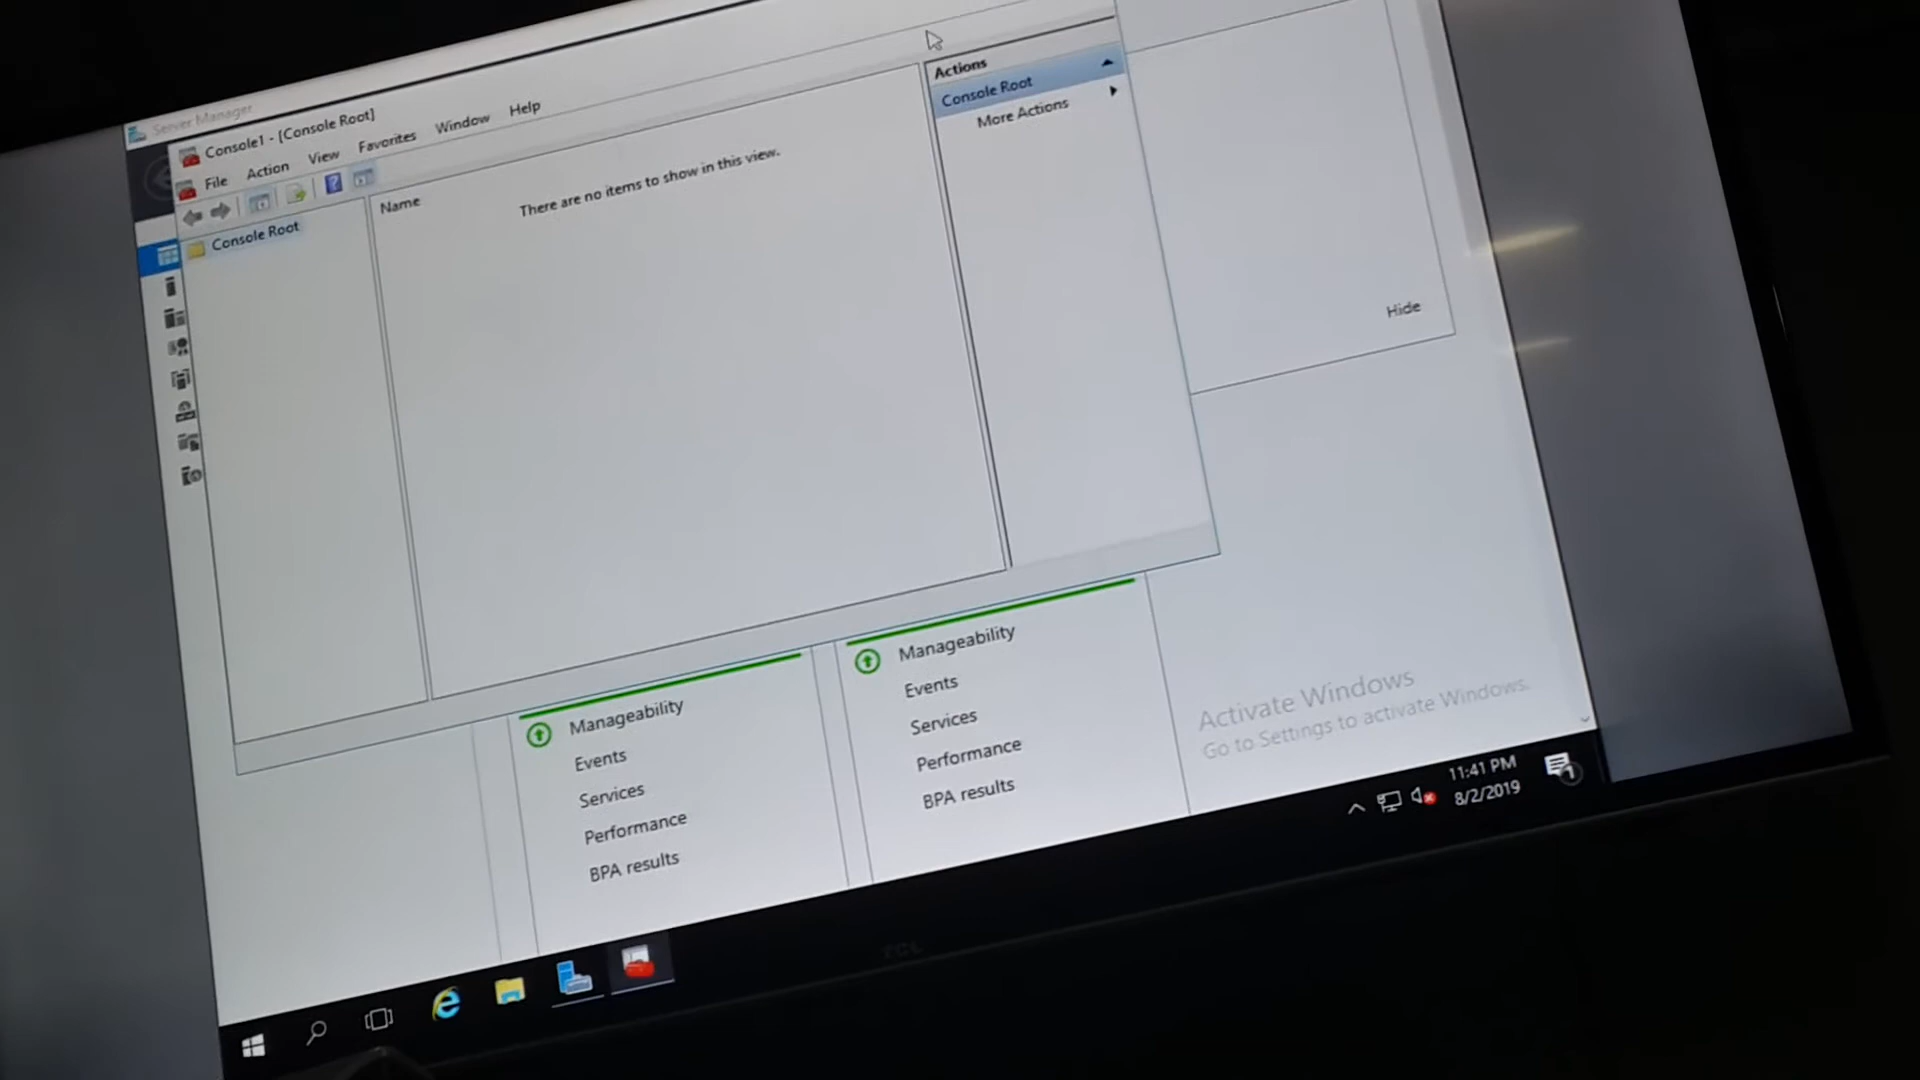 Server Manager
Console1 - [Console Root]
File Action View Favorites Window Help
Console Root
Name
There are no items to show in this view.
Actions
Console Root
More Actions
Hide
Manageability
Events
Services
Performance
BPA results
Manageability
Events
Services
Performance
BPA results
Activate Windows
Go to Settings to activate Windows.
11:41 PM
8/2/2019
1
TCL